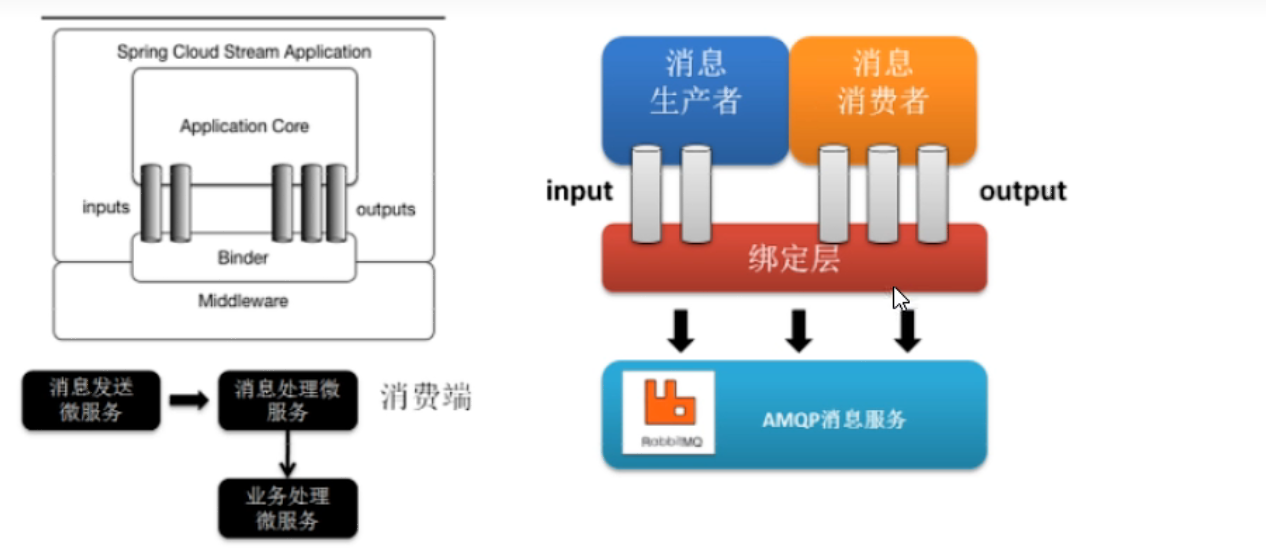 Spring Cloud Stream Application
Application Core
inputs
outputs
Binder
Middleware
消息发送
微服务
消息处理微
服务
消费端
业务处理
微服务
消息
生产者
消息
消费者
input
output
绑定层
RabbitMQ
AMQP消息服务